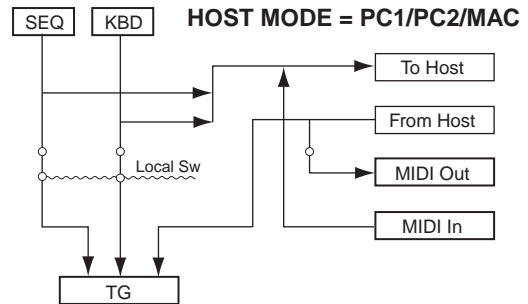 SEQ KBD HOST MODE = PC1/PC2/MAC
To Host
From Host
Local Sw
MIDI Out
MIDI In
TG